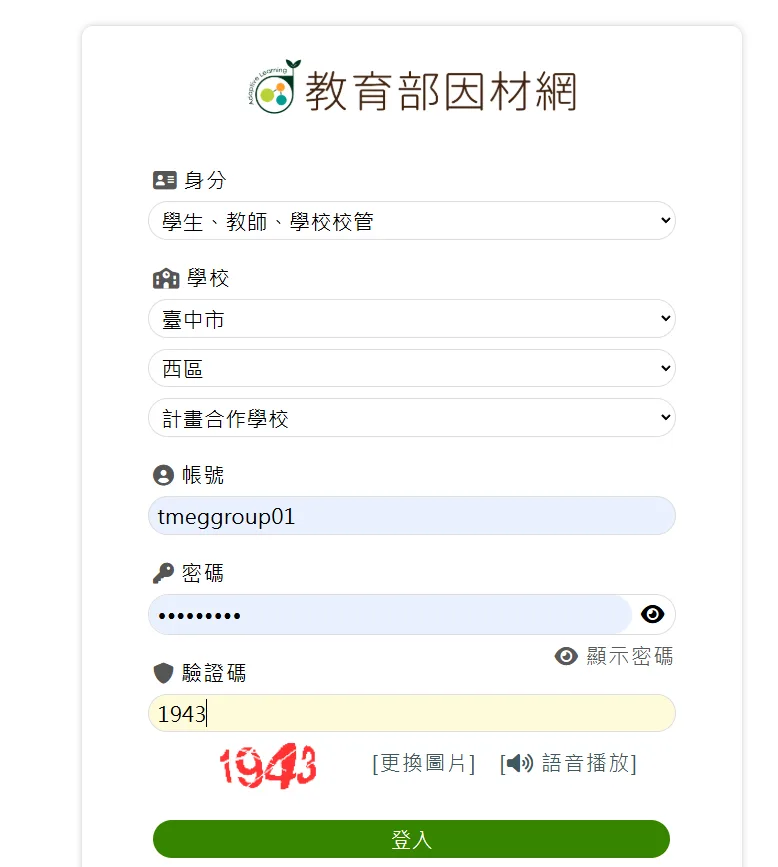 Adaptive Learning
教育部因材網
身分
學生、教師、學校校管
學校
臺中市
西區
計畫合作學校
帳號
tmeggroup01
密碼
•••••••••
顯示密碼
驗證碼
1943
1943 [更換圖片] [語音播放]
登入